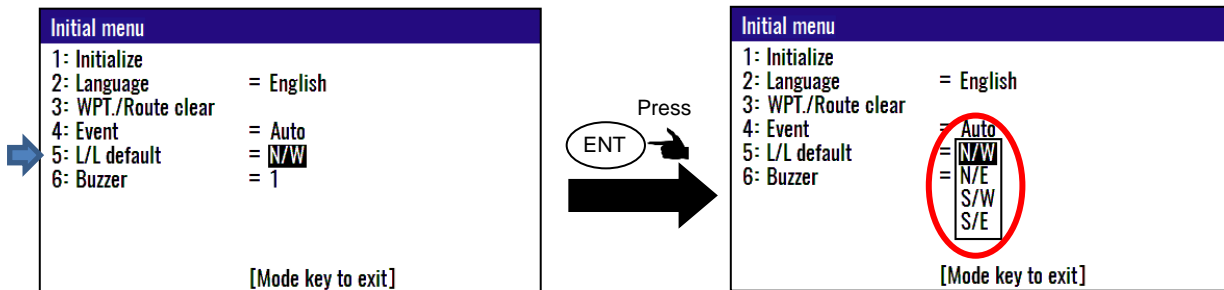 Initial menu
1: Initialize
2: Language = English
3: WPT./Route clear
4: Event = Auto
5: L/L default = N/W
6: Buzzer = 1
[Mode key to exit]
Press
ENT
Initial menu
1: Initialize
2: Language = English
3: WPT./Route clear
4: Event = Auto
5: L/L default = N/W
6: Buzzer = N/E
S/W
S/E
[Mode key to exit]